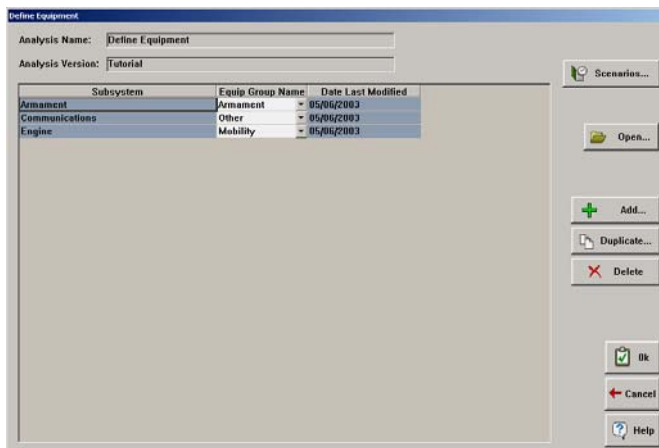 Define Equipment
Analysis Name: Define Equipment
Analysis Version: Tutorial
Scenarios...
Subsystem Equip Group Name Date Last Modified
Armament Armament 05/06/2003
Communications Other 05/06/2003
Engine Mobility 05/06/2003
Open...
Add...
Duplicate...
Delete
Ok
Cancel
Help